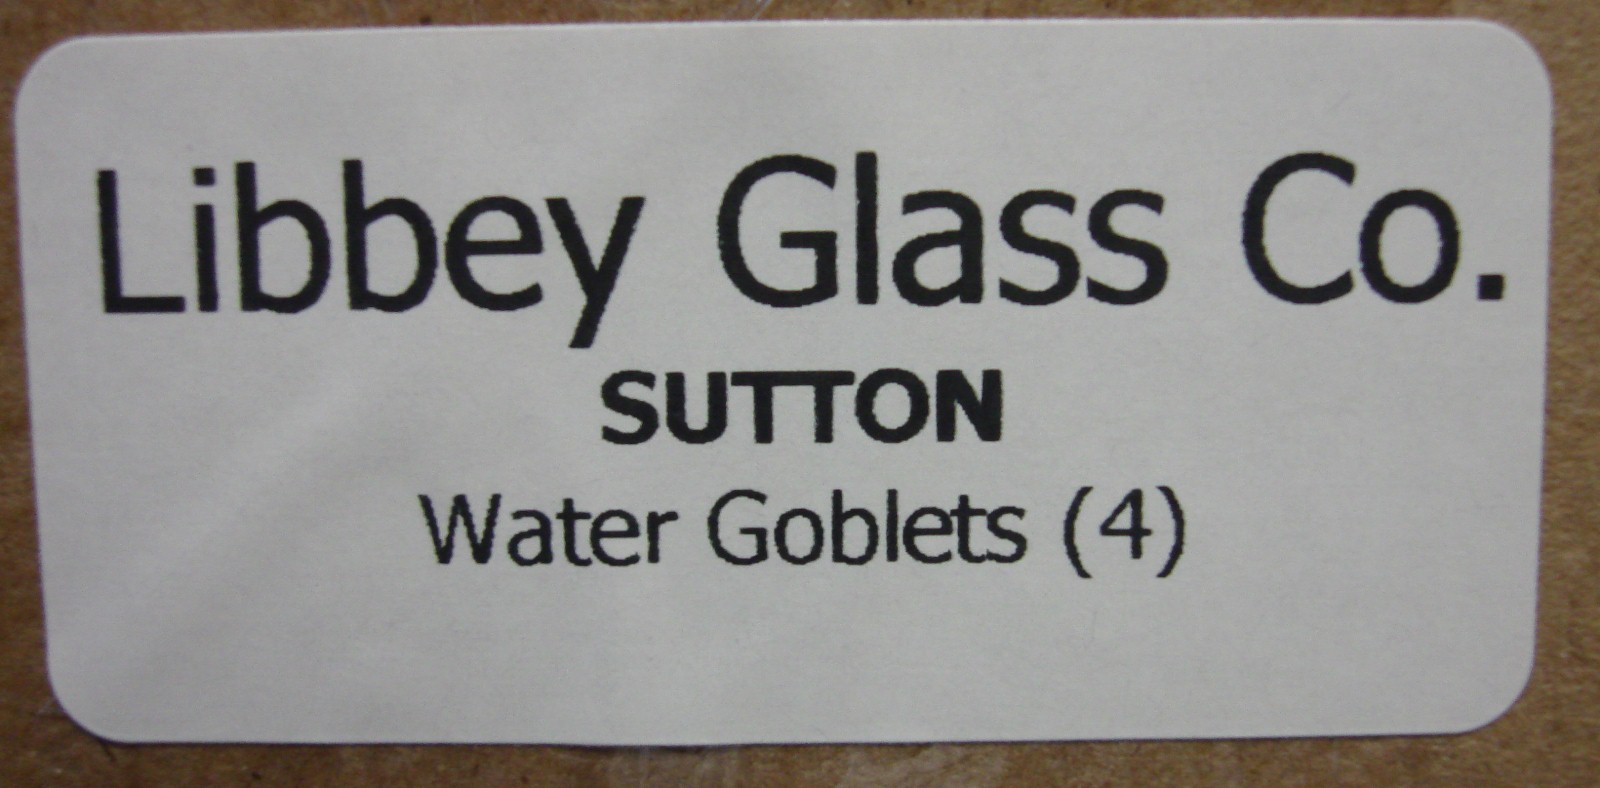 Libbey Glass Co.
SUTTON
Water Goblets (4)